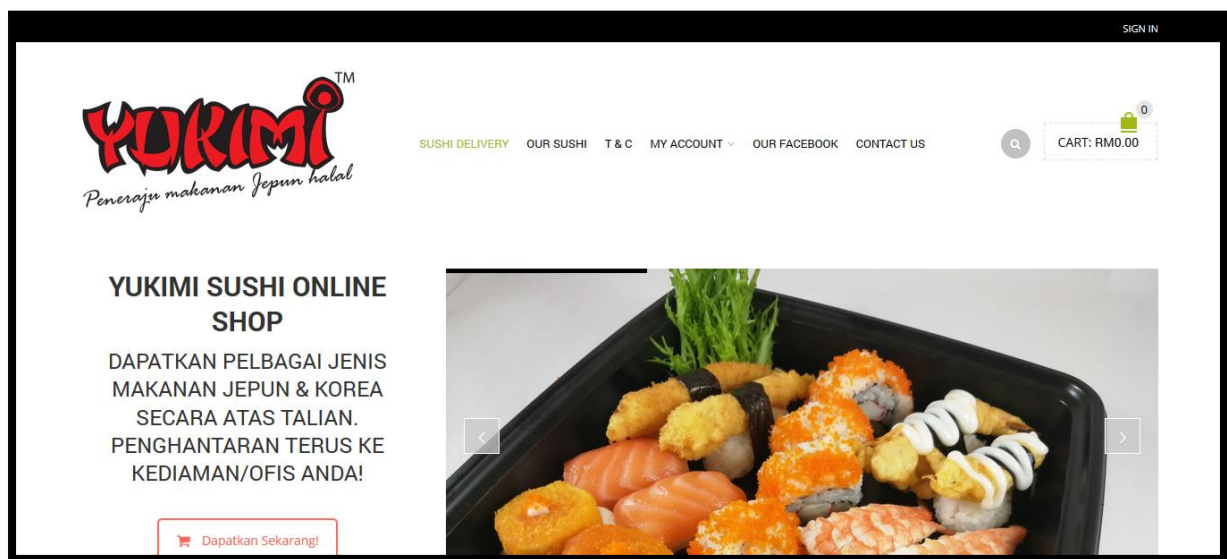 SIGN IN
YUKIMI TM
Peneraju makanan Jepun halal
SUSHI DELIVERY OUR SUSHI T & C MY ACCOUNT OUR FACEBOOK CONTACT US
0
CART: RM0.00
YUKIMI SUSHI ONLINE
SHOP
DAPATKAN PELBAGAI JENIS
MAKANAN JEPUN & KOREA
SECARA ATAS TALIAN.
PENGHANTARAN TERUS KE
KEDIAMAN/OFIS ANDA!
Dapatkan Sekarang!